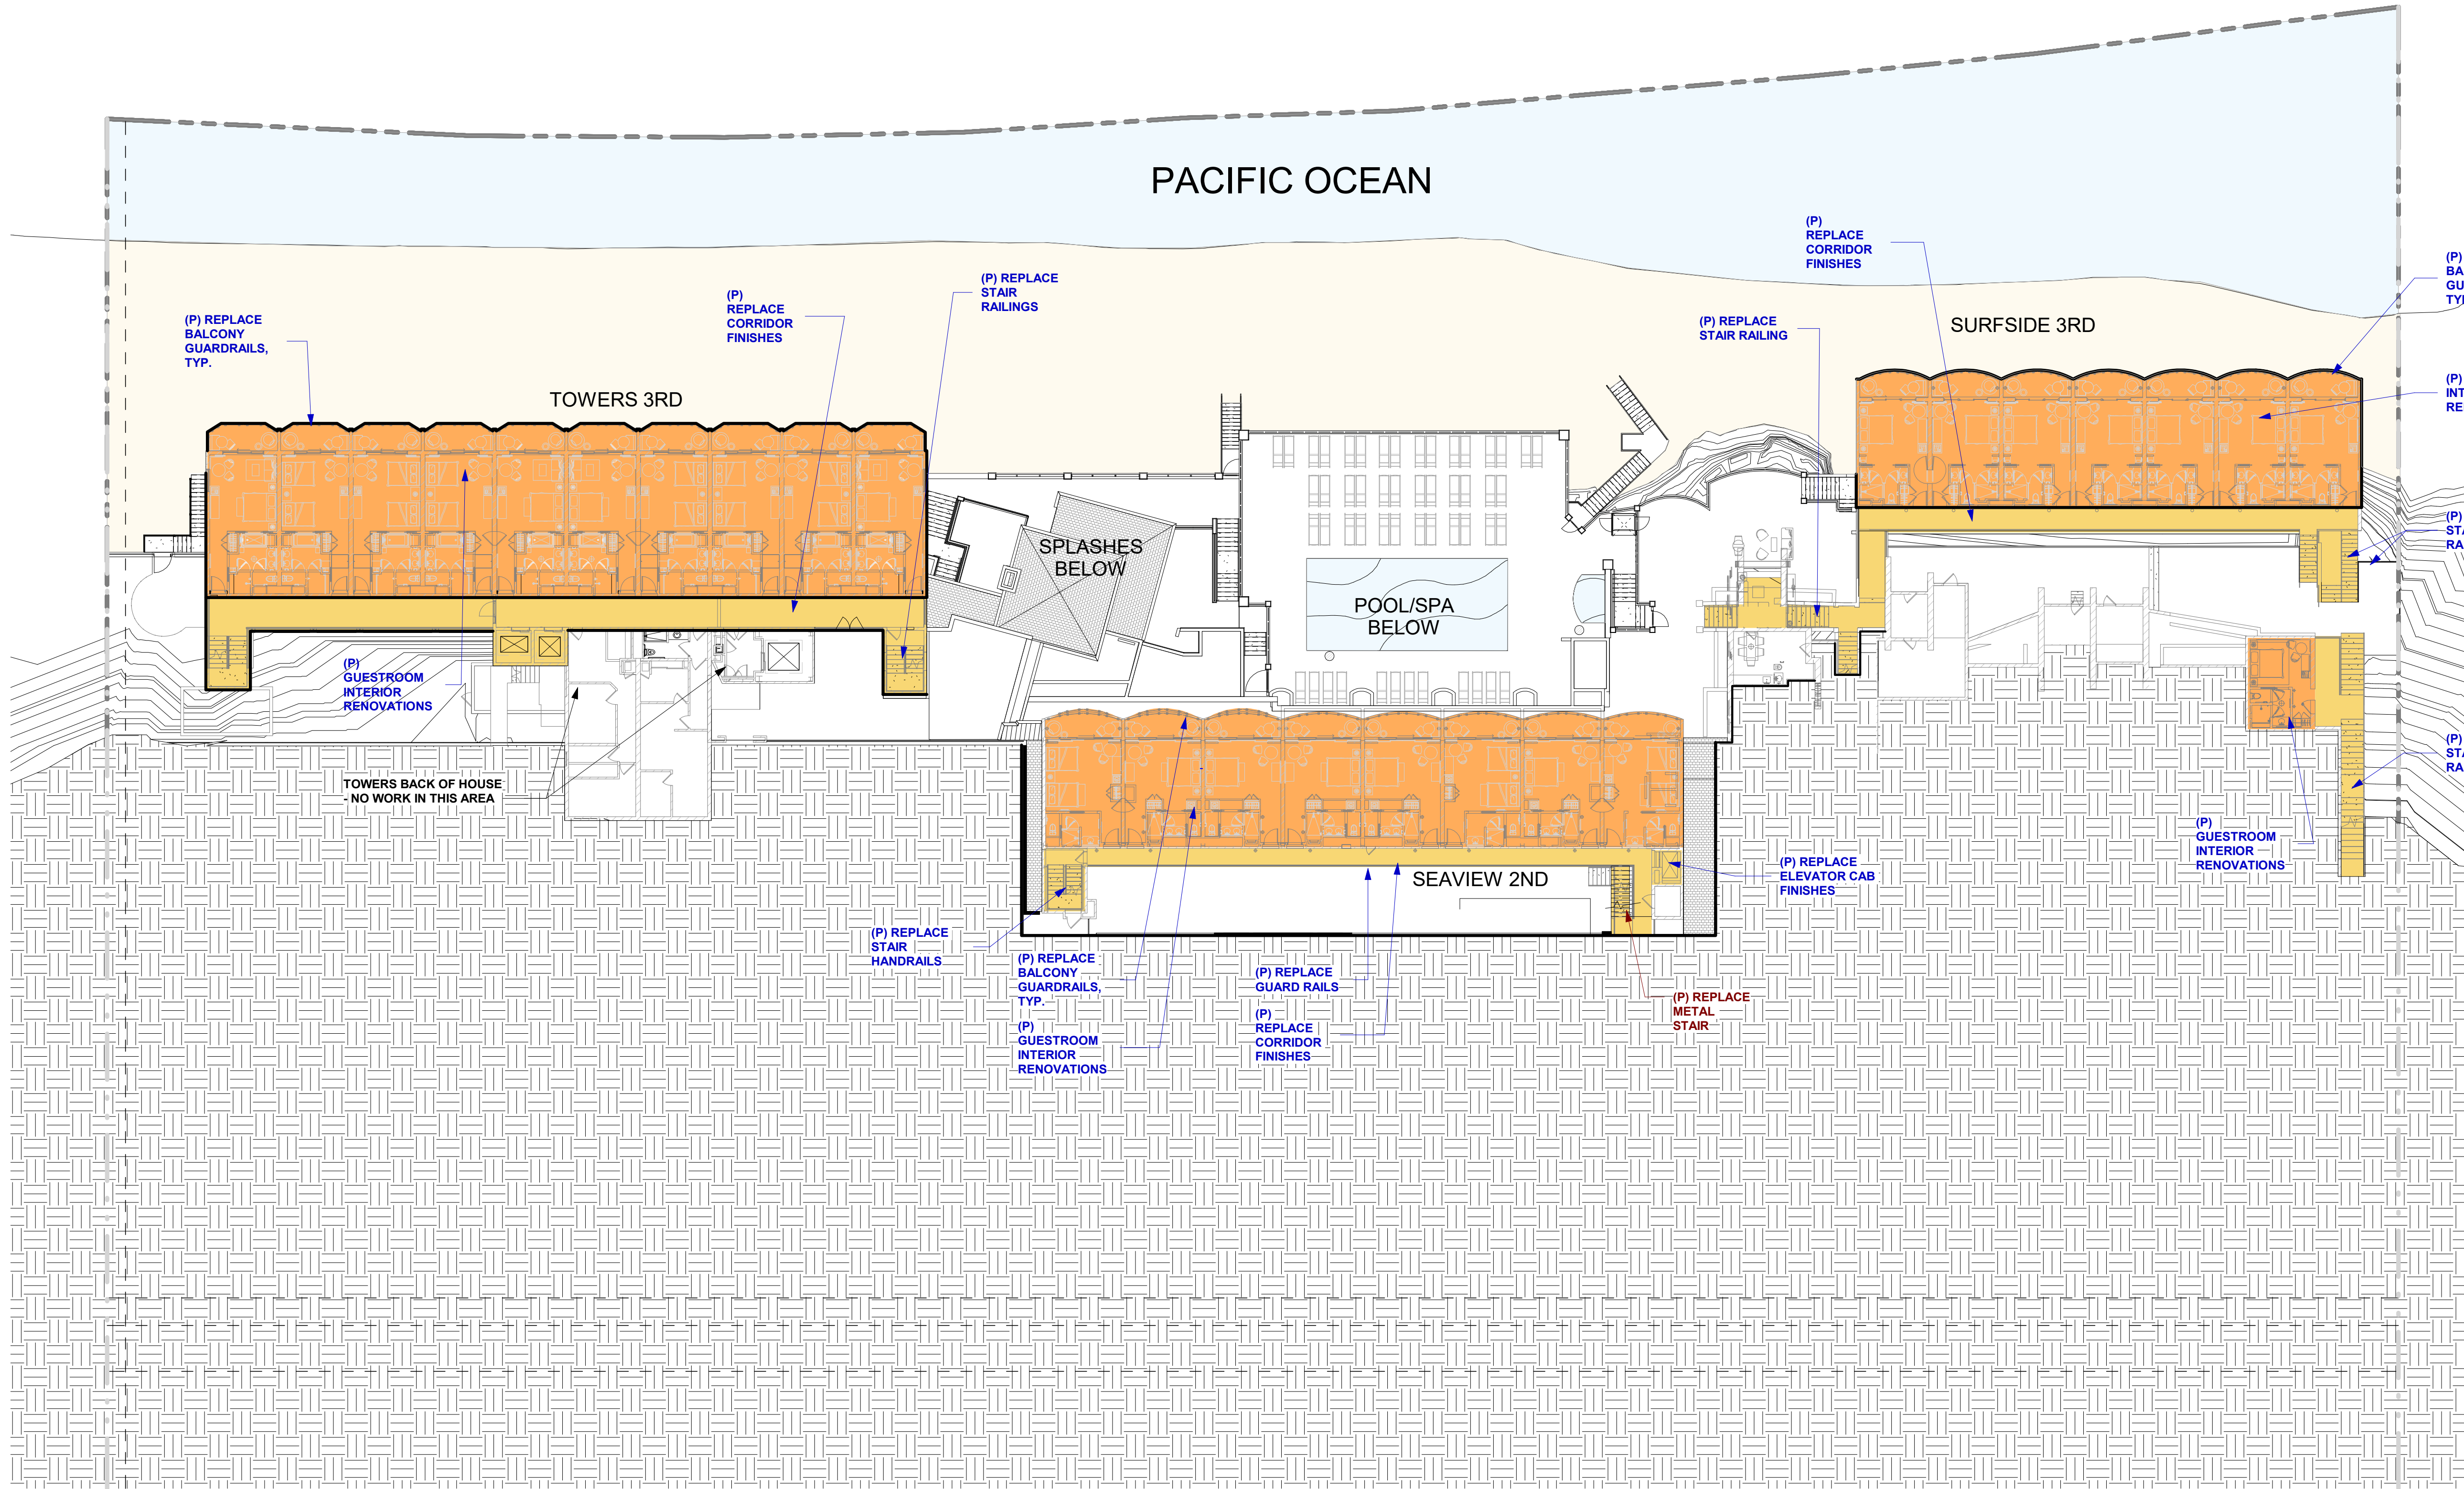 PACIFIC OCEAN
(P)
REPLACE
CORRIDOR
FINISHES
(P)
(P) REPLACE
STAIR
RAILINGS
(P)
REPLACE
CORRIDOR
FINISHES
(P) REPLACE
BALCONY
GUARDRAILS,
TYP.
(P) REPLACE
STAIR RAILING
SURFSIDE 3RD
TOWERS 3RD
(P)
SPLASHES
BELOW
POOL/SPA
BELOW
(P)
(P)
GUESTROOM
INTERIOR
RENOVATIONS
(P)
TOWERS BACK OF HOUSE
- NO WORK IN THIS AREA
(P)
GUESTROOM
INTERIOR
RENOVATIONS
SEAVIEW 2ND
(P) REPLACE
ELEVATOR CAB
FINISHES
(P) REPLACE
STAIR
HANDRAILS
(P) REPLACE
BALCONY
GUARDRAILS,
TYP.
(P) REPLACE
GUARD RAILS
(P) REPLACE
METAL
STAIR
(P)
GUESTROOM
INTERIOR
RENOVATIONS
(P)
REPLACE
CORRIDOR
FINISHES